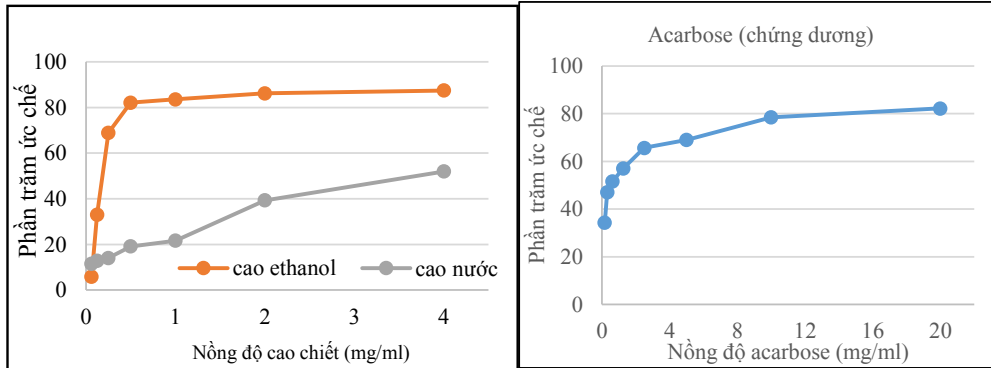 Phần trăm ức chế
100
80
60
40
20
0
0 1 2 3 4
cao ethanol cao nước
Nồng độ cao chiết (mg/ml)
Acarbose (chứng dương)
Phần trăm ức chế
100
80
60
40
20
0
0 4 8 12 16 20
Nồng độ acarbose (mg/ml)